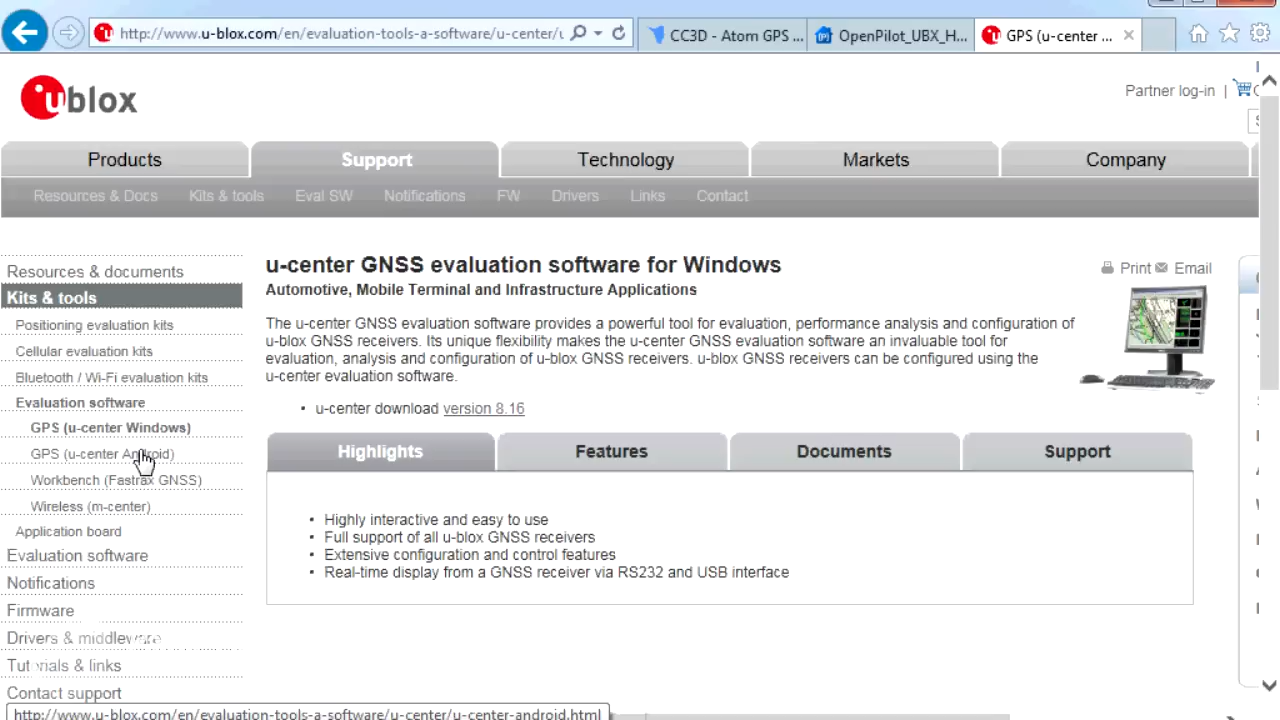 http://www.u-blox.com/en/evaluation-tools-a-software/u-center/u
CC3D - Atom GPS ...
OpenPilot_UBX_H...
GPS (u-center ...
ublox
Partner log-in |
Products
Support
Technology
Markets
Company
Resources & Docs
Kits & tools
Eval SW
Notifications
FW
Drivers
Links
Contact
Resources & documents
Kits & tools
Positioning evaluation kits
Cellular evaluation kits
Bluetooth / Wi-Fi evaluation kits
Evaluation software
GPS (u-center Windows)
GPS (u-center Android)
Workbench (Fastrax GNSS)
Wireless (m-center)
Application board
Evaluation software
Notifications
Firmware
Drivers & middleware
Tutorials & links
Contact support
u-center GNSS evaluation software for Windows
Automotive, Mobile Terminal and Infrastructure Applications
Print
Email
The u-center GNSS evaluation software provides a powerful tool for evaluation, performance analysis and configuration of
u-blox GNSS receivers. Its unique flexibility makes the u-center GNSS evaluation software an invaluable tool for
evaluation, analysis and configuration of u-blox GNSS receivers. u-blox GNSS receivers can be configured using the
u-center evaluation software.
• u-center download version 8.16
Highlights
Features
Documents
Support
• Highly interactive and easy to use
• Full support of all u-blox GNSS receivers
• Extensive configuration and control features
• Real-time display from a GNSS receiver via RS232 and USB interface
http://www.u-blox.com/en/evaluation-tools-a-software/u-center/u-center-android.html